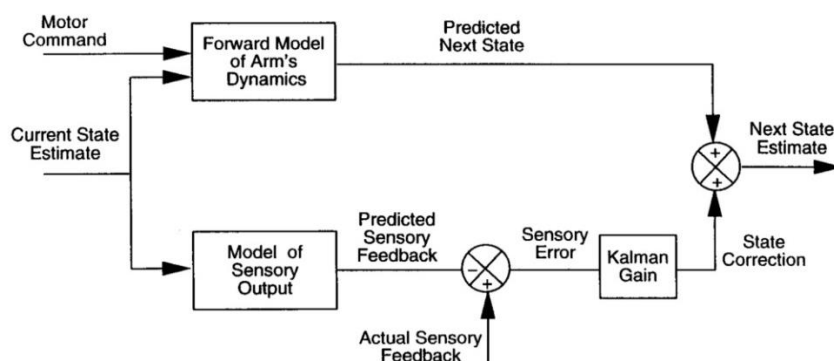 Motor
Command
Forward Model
of Arm's
Dynamics
Predicted
Next State
Current State
Estimate
+
+
Next State
Estimate
Model of
Sensory
Output
Predicted
Sensory
Feedback
−
+
Sensory
Error
Kalman
Gain
State
Correction
Actual Sensory
Feedback